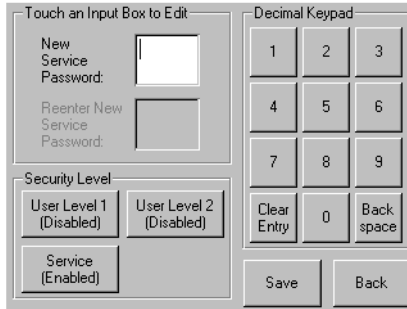 Touch an Input Box to Edit
New
Service
Password:
Reenter New
Service
Password:
Security Level
User Level 1
(Disabled)
User Level 2
(Disabled)
Service
(Enabled)
Decimal Keypad
1 2 3
4 5 6
7 8 9
Clear
Entry
0
Back
space
Save
Back